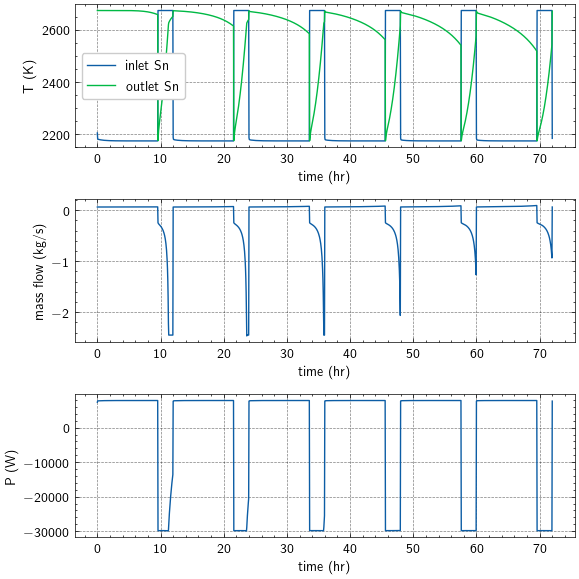 T (K)
2600
2400
2200
inlet Sn
outlet Sn
0 10 20 30 40 50 60 70
time (hr)
mass flow (kg/s)
0
−1
−2
0 10 20 30 40 50 60 70
time (hr)
P (W)
0
−10000
−20000
−30000
0 10 20 30 40 50 60 70
time (hr)